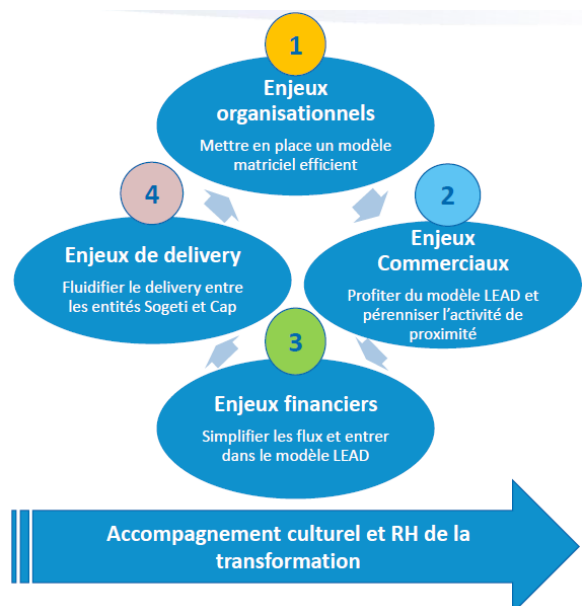 1
Enjeux
organisationnels
Mettre en place un modèle
matriciel efficient
2
Enjeux
Commerciaux
Profiter du modèle LEAD et
pérenniser l'activité de
proximité
3
Enjeux financiers
Simplifier les flux et entrer
dans le modèle LEAD
4
Enjeux de delivery
Fluidifier le delivery entre
les entités Sogeti et Cap
Accompagnement culturel et RH de la
transformation